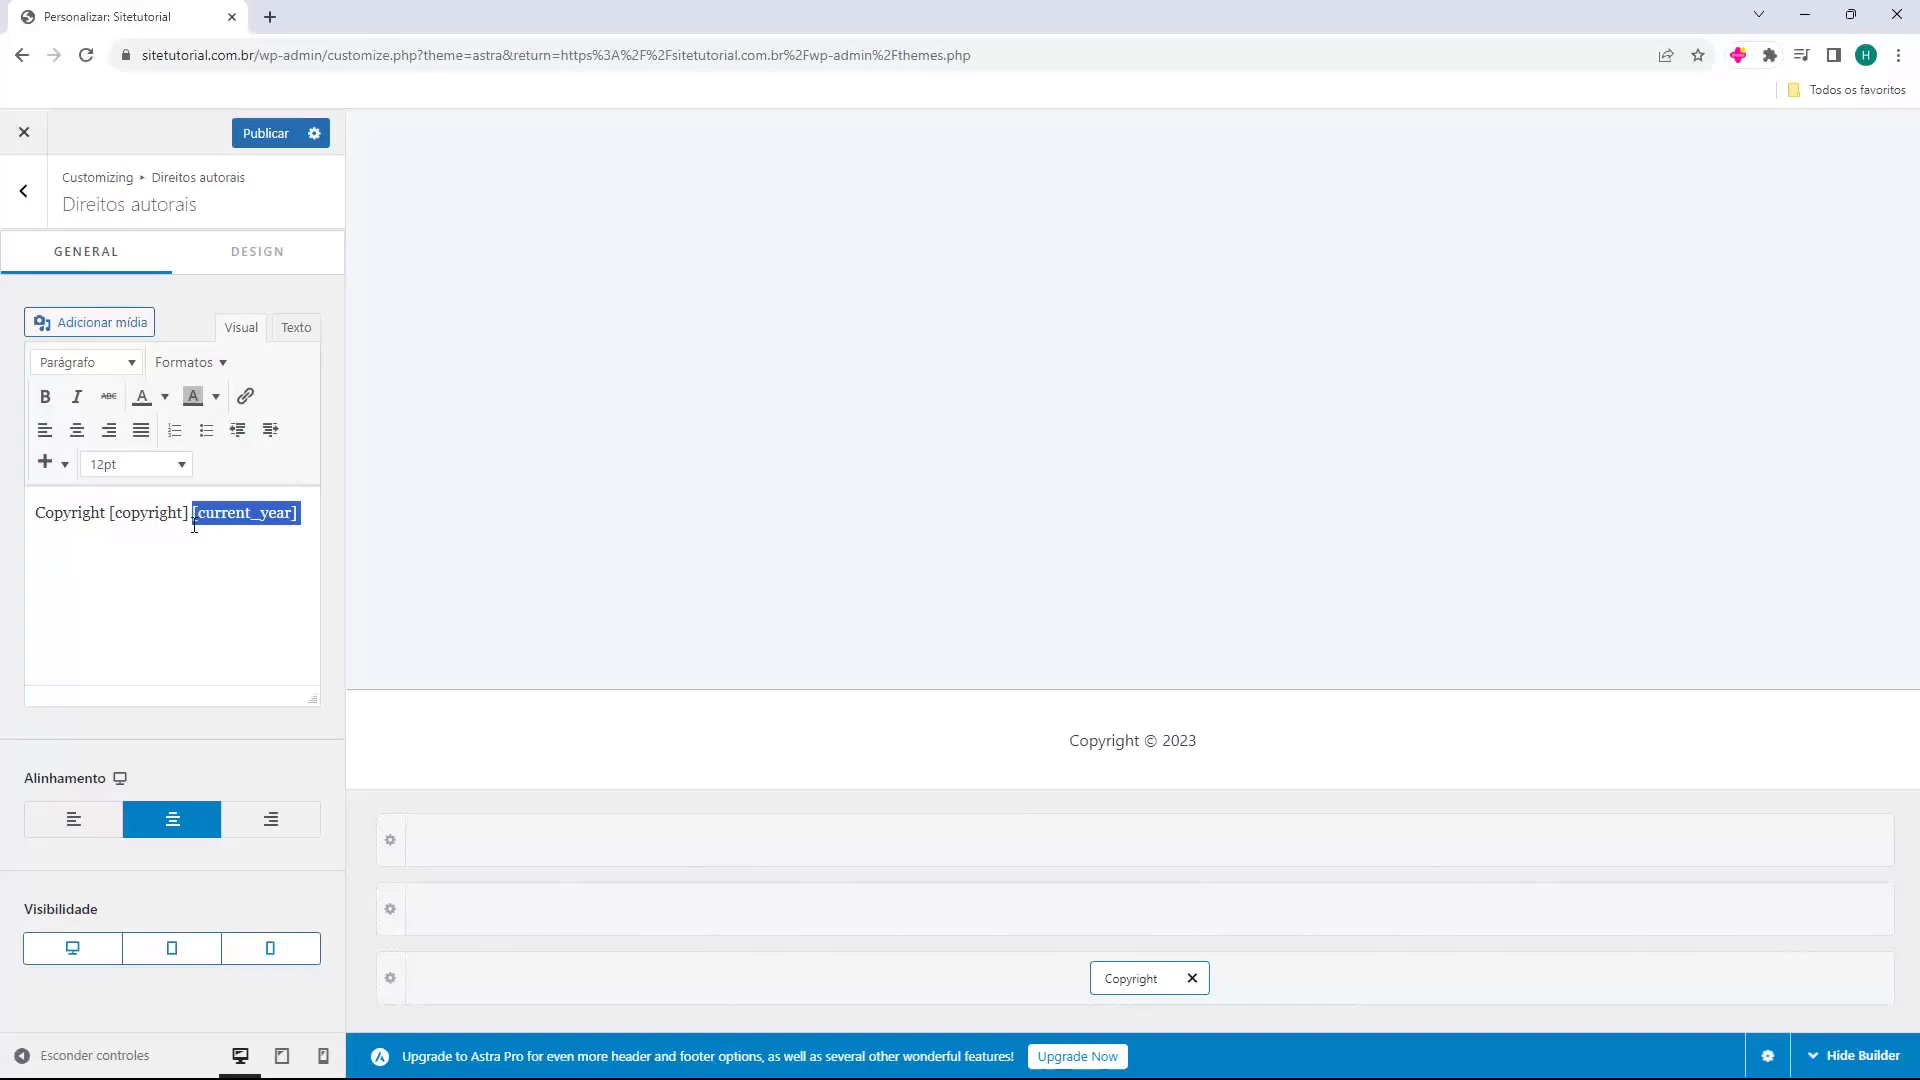 Personalizar: Sitetutorial
sitetutorial.com.br/wp-admin/customize.php?theme=astra&return=https%3A%2F%2Fsitetutorial.com.br%2Fwp-admin%2Fthemes.php
H
Todos os favoritos
Publicar
Customizing ▸ Direitos autorais
Direitos autorais
GENERAL DESIGN
Adicionar mídia
Visual Texto
Parágrafo Formatos
B I ABC A A
12pt
Copyright [copyright] [current_year]
Copyright © 2023
Alinhamento
Visibilidade
Copyright
Esconder controles
Upgrade to Astra Pro for even more header and footer options, as well as several other wonderful features! Upgrade Now
Hide Builder